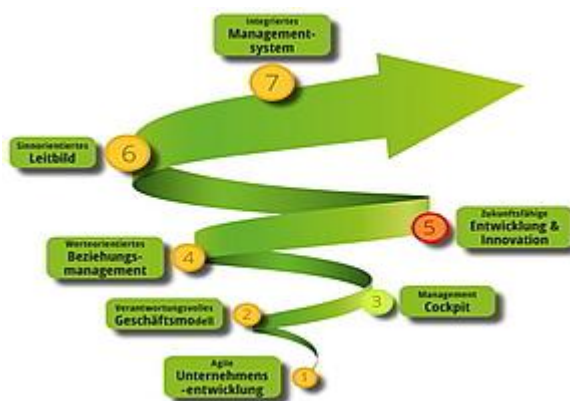 Integriertes
Management-
system
7
Sinnorientiertes
Leitbild
6
5
Zukunftsfähige
Entwicklung &
Innovation
Werteorientiertes
Beziehungs-
management
4
Verantwortungsvolles
Geschäftsmodell
2
3
Management
Cockpit
Agile
Unternehmens
-entwicklung
1